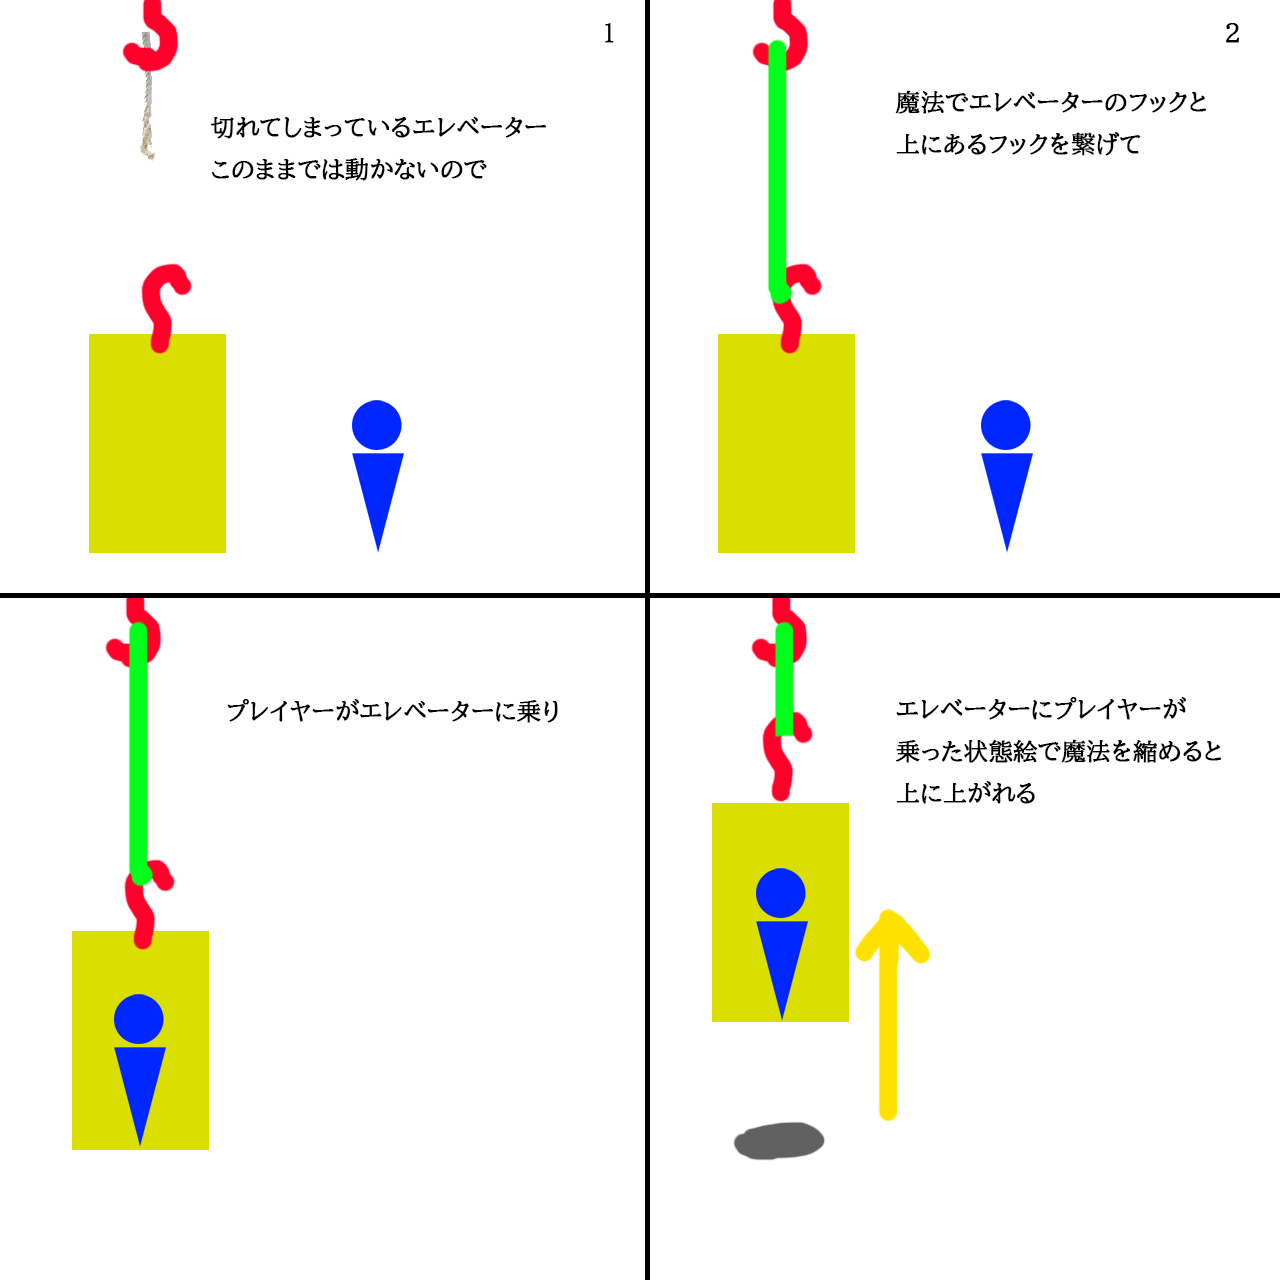 1
切れてしまっているエレベーター
このままでは動かないので
2
魔法でエレベーターのフックと
上にあるフックを繋げて
プレイヤーがエレベーターに乗り
エレベーターにプレイヤーが
乗った状態絵で魔法を縮めると
上に上がれる